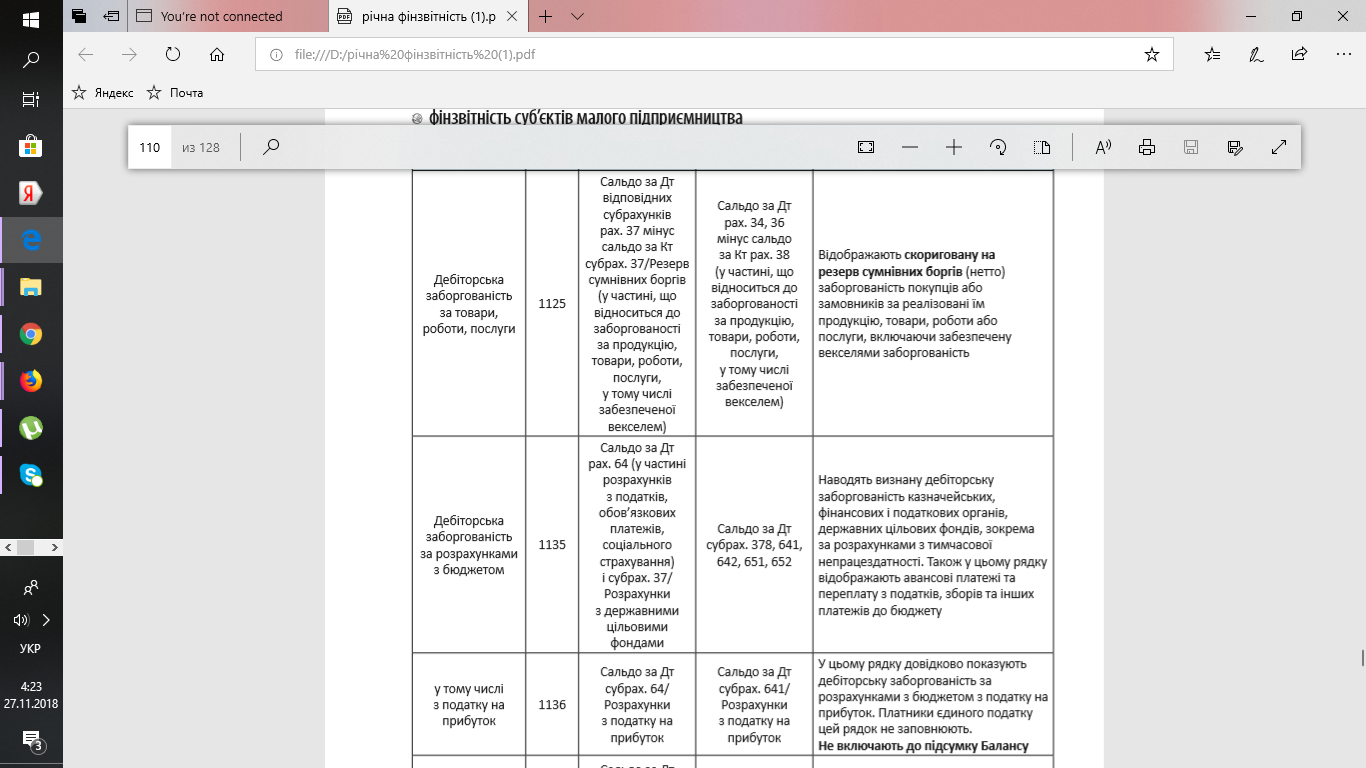 You're not connected
річна фінзвітність (1).p
file:///D:/річна%20фінзвітність%20(1).pdf
Яндекс
Почта
фінзвітність суб'єктів малого підприємництва
110
из 128
Дебіторська
заборгованість
за товари,
роботи, послуги
1125
Сальдо за Дт
відповідних
субрахунків
рах. 37 мінус
сальдо за Кт
субрах. 37/Резерв
сумнівних боргів
(у частині, що
відноситься до
заборгованості
за продукцію,
товари, роботи,
послуги,
у тому числі
забезпеченої
векселем)
Сальдо за Дт
рах. 34, 36
мінус сальдо
за Кт рах. 38
(у частині, що
відноситься до
заборгованості
за продукцію,
товари, роботи,
послуги,
у тому числі
забезпеченої
векселем)
Відображають скориговану на
резерв сумнівних боргів (нетто)
заборгованість покупців або
замовників за реалізовані їм
продукцію, товари, роботи або
послуги, включаючи забезпечену
векселями заборгованість
Дебіторська
заборгованість
за розрахунками
з бюджетом
1135
Сальдо за Дт
рах. 64 (у частині
розрахунків
з податків,
обов'язкових
платежів,
соціального
страхування)
і субрах. 37/
Розрахунки
з державними
цільовими
фондами
Сальдо за Дт
субрах. 378, 641,
642, 651, 652
Наводять визнану дебіторську
заборгованість казначейських,
фінансових і податкових органів,
державних цільових фондів, зокрема
за розрахунками з тимчасової
непрацездатності. Також у цьому рядку
відображають авансові платежі та
переплату з податків, зборів та інших
платежів до бюджету
у тому числі
з податку на
прибуток
1136
Сальдо за Дт
субрах. 64/
Розрахунки
з податку на
прибуток
Сальдо за Дт
субрах. 641/
Розрахунки
з податку на
прибуток
У цьому рядку довідково показують
дебіторську заборгованість за
розрахунками з бюджетом з податку на
прибуток. Платники єдиного податку
цей рядок не заповнюють.
Не включають до підсумку Балансу
УКР
4:23
27.11.2018
3